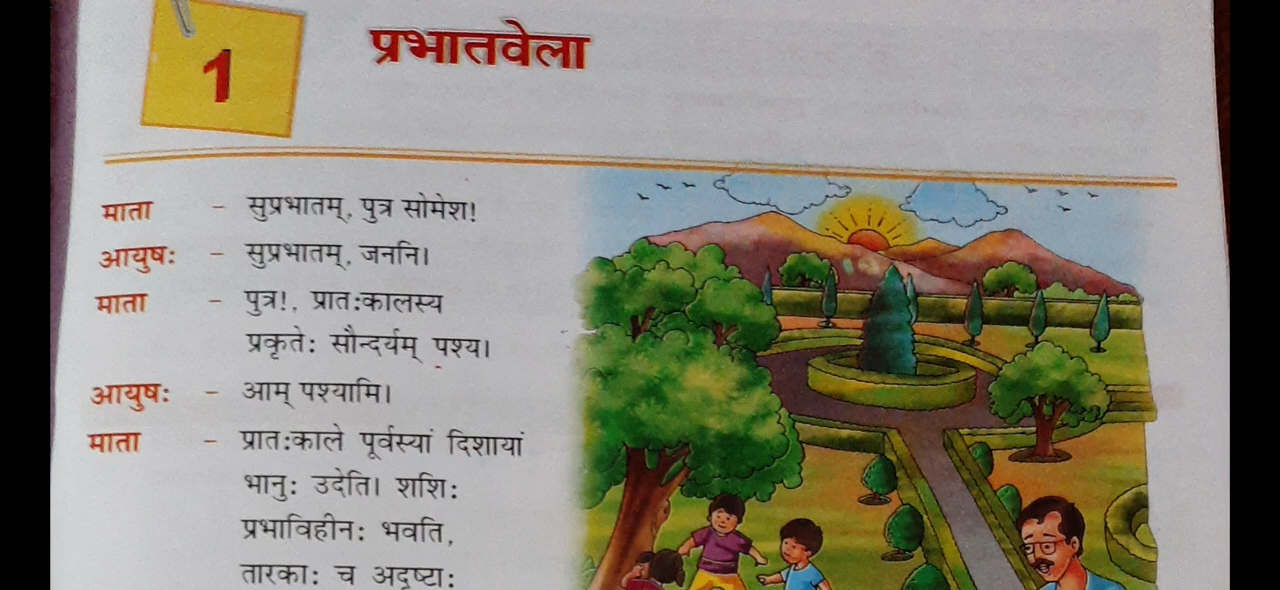 1
प्रभातवेला
माता - सुप्रभातम्, पुत्र सोमेश!
आयुषः - सुप्रभातम्, जननि।
माता - पुत्र!, प्रातःकालस्य
प्रकृतेः सौन्दर्यम् पश्य।
आयुषः - आम् पश्यामि।
माता - प्रातःकाले पूर्वस्यां दिशायां
भानुः उदेति। शशिः
प्रभाविहीनः भवति,
तारकाः च अदृष्टाः